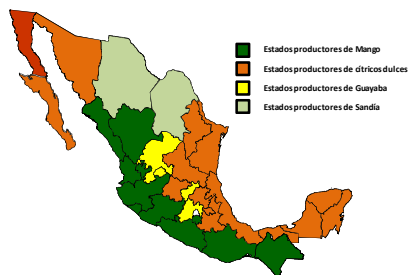 Estados productores de Mango
Estados productores de cítricos dulces
Estados productores de Guayaba
Estados productores de Sandía